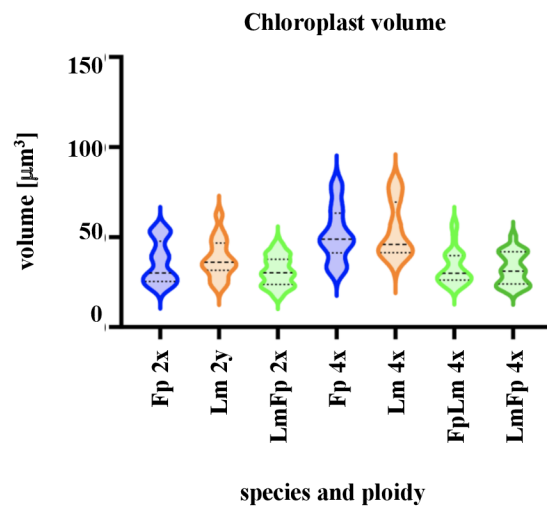 Chloroplast volume
volume [µm³]
150
100
50
0
Fp 2x
Lm 2y
LmFp 2x
Fp 4x
Lm 4x
FpLm 4x
LmFp 4x
species and ploidy